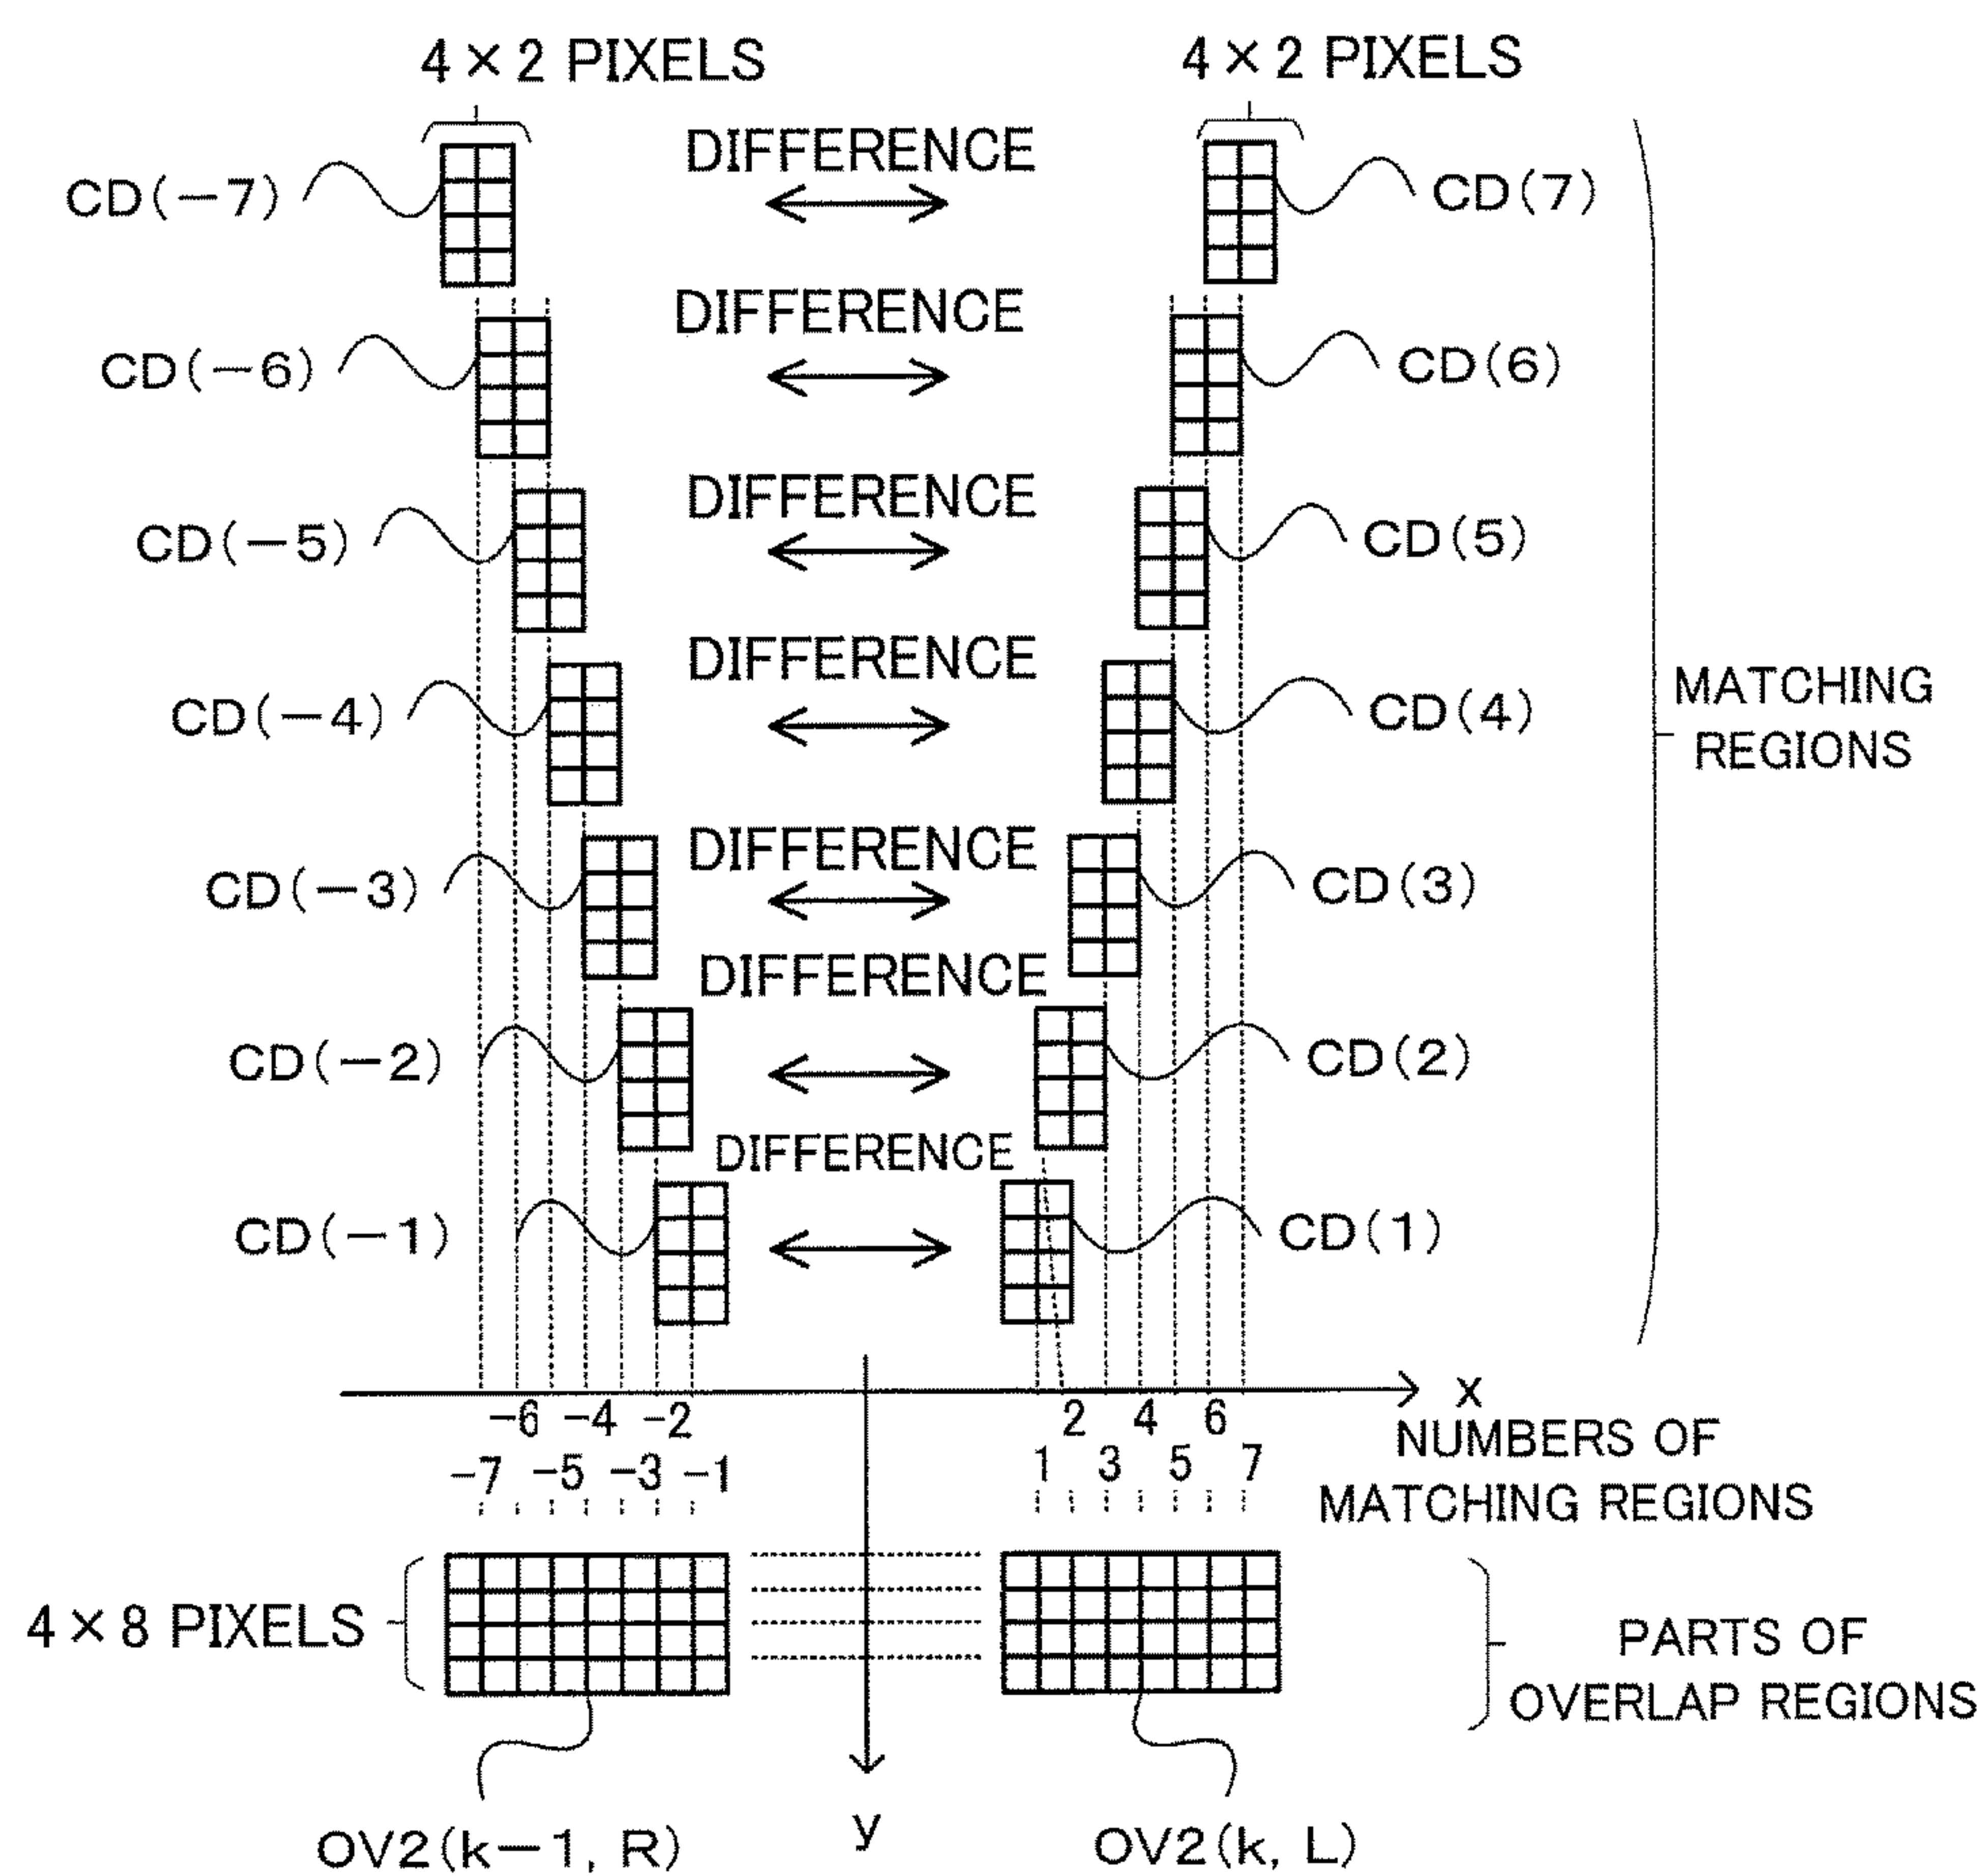 4×2 PIXELS
4×2 PIXELS
DIFFERENCE
CD(−7)
CD(7)
DIFFERENCE
CD(−6)
CD(6)
DIFFERENCE
CD(−5)
CD(5)
DIFFERENCE
CD(−4)
CD(4)
MATCHING
REGIONS
DIFFERENCE
CD(−3)
CD(3)
DIFFERENCE
CD(−2)
CD(2)
DIFFERENCE
CD(−1)
CD(1)
x
−6 −4 −2
2 4 6
−7 −5 −3 −1
1 3 5 7
NUMBERS OF
MATCHING REGIONS
4×8 PIXELS
PARTS OF
OVERLAP REGIONS
y
OV2(k−1, R)
OV2(k, L)